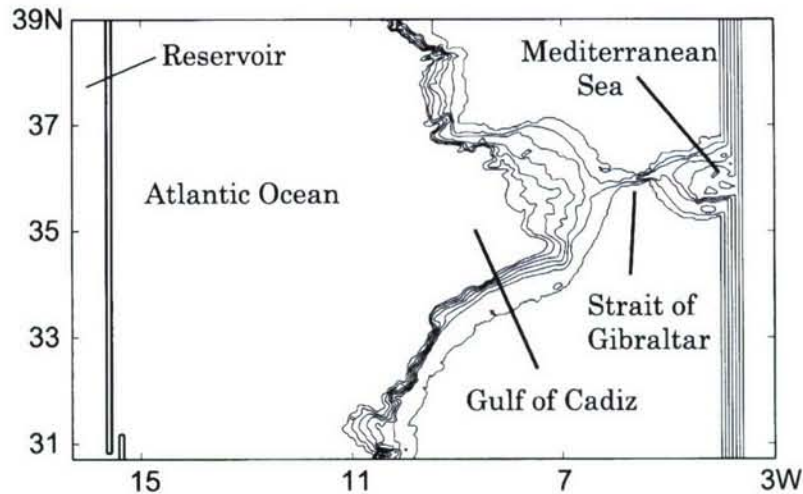 39N
37
35
33
31
15
11
7
3W
Reservoir
Mediterranean
Sea
Atlantic Ocean
Strait of
Gibraltar
Gulf of Cadiz